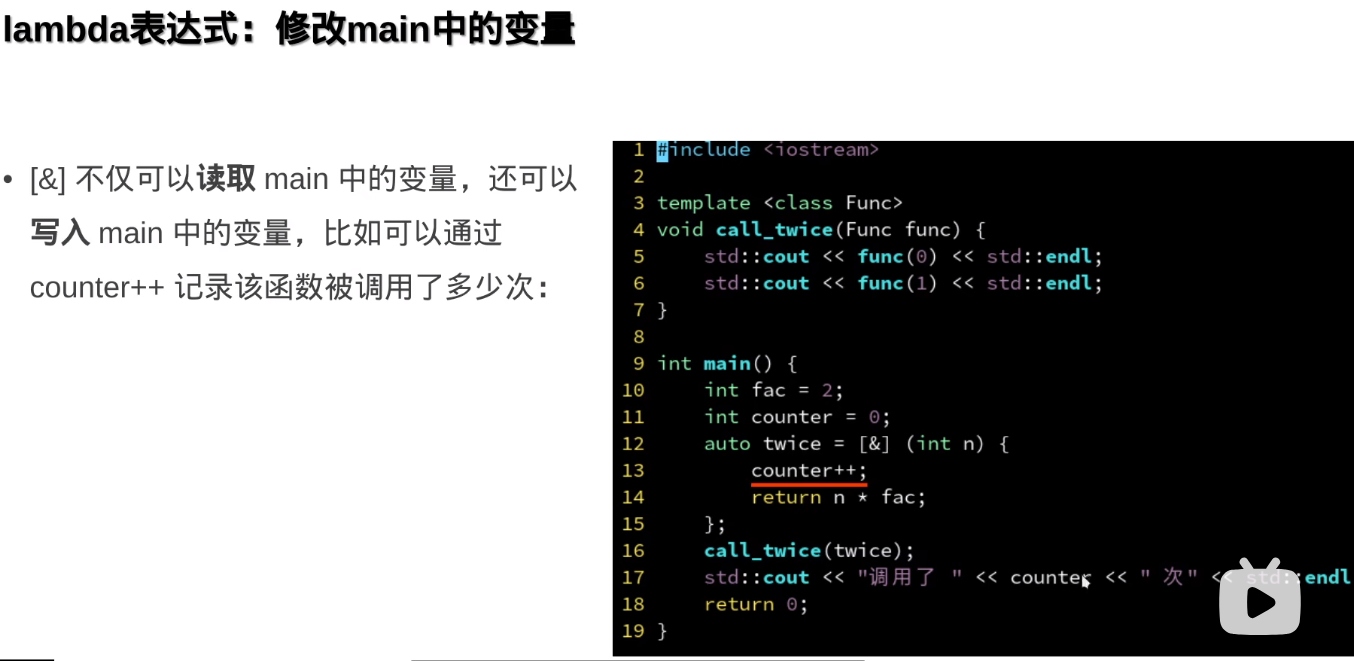 lambda表达式：修改main中的变量
• [&] 不仅可以读取 main 中的变量，还可以
写入 main 中的变量，比如可以通过
counter++ 记录该函数被调用了多少次：
1 #include <iostream>
2
3 template <class Func>
4 void call_twice(Func func) {
5     std::cout << func(0) << std::endl;
6     std::cout << func(1) << std::endl;
7 }
8
9 int main() {
10     int fac = 2;
11     int counter = 0;
12     auto twice = [&] (int n) {
13         counter++;
14         return n * fac;
15     };
16     call_twice(twice);
17     std::cout << "调用了 " << counter << " 次" << std::endl
18     return 0;
19 }